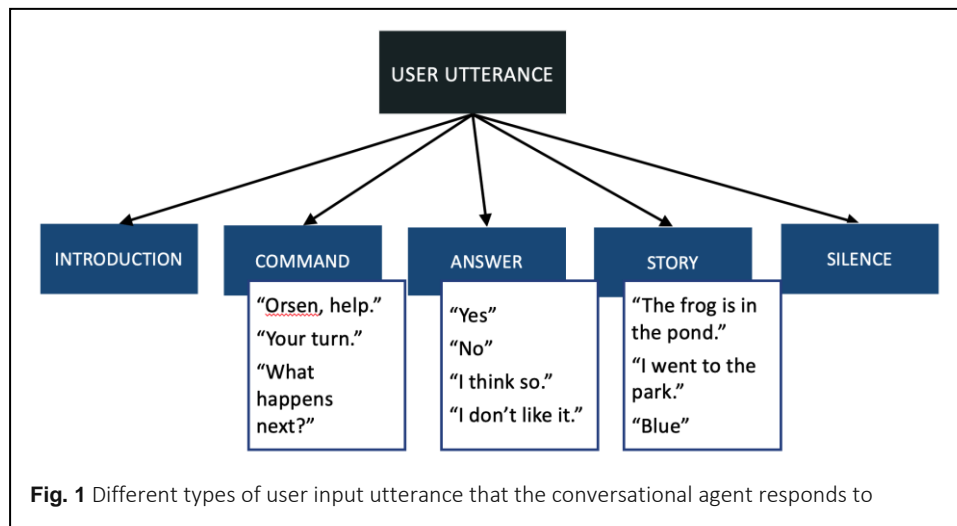 USER UTTERANCE
INTRODUCTION
COMMAND
ANSWER
STORY
SILENCE
“Orsen, help.”
“Your turn.”
“What
happens
next?”
“Yes”
“No”
“I think so.”
“I don’t like it.”
“The frog is in
the pond.”
“I went to the
park.”
“Blue”
Fig. 1 Different types of user input utterance that the conversational agent responds to